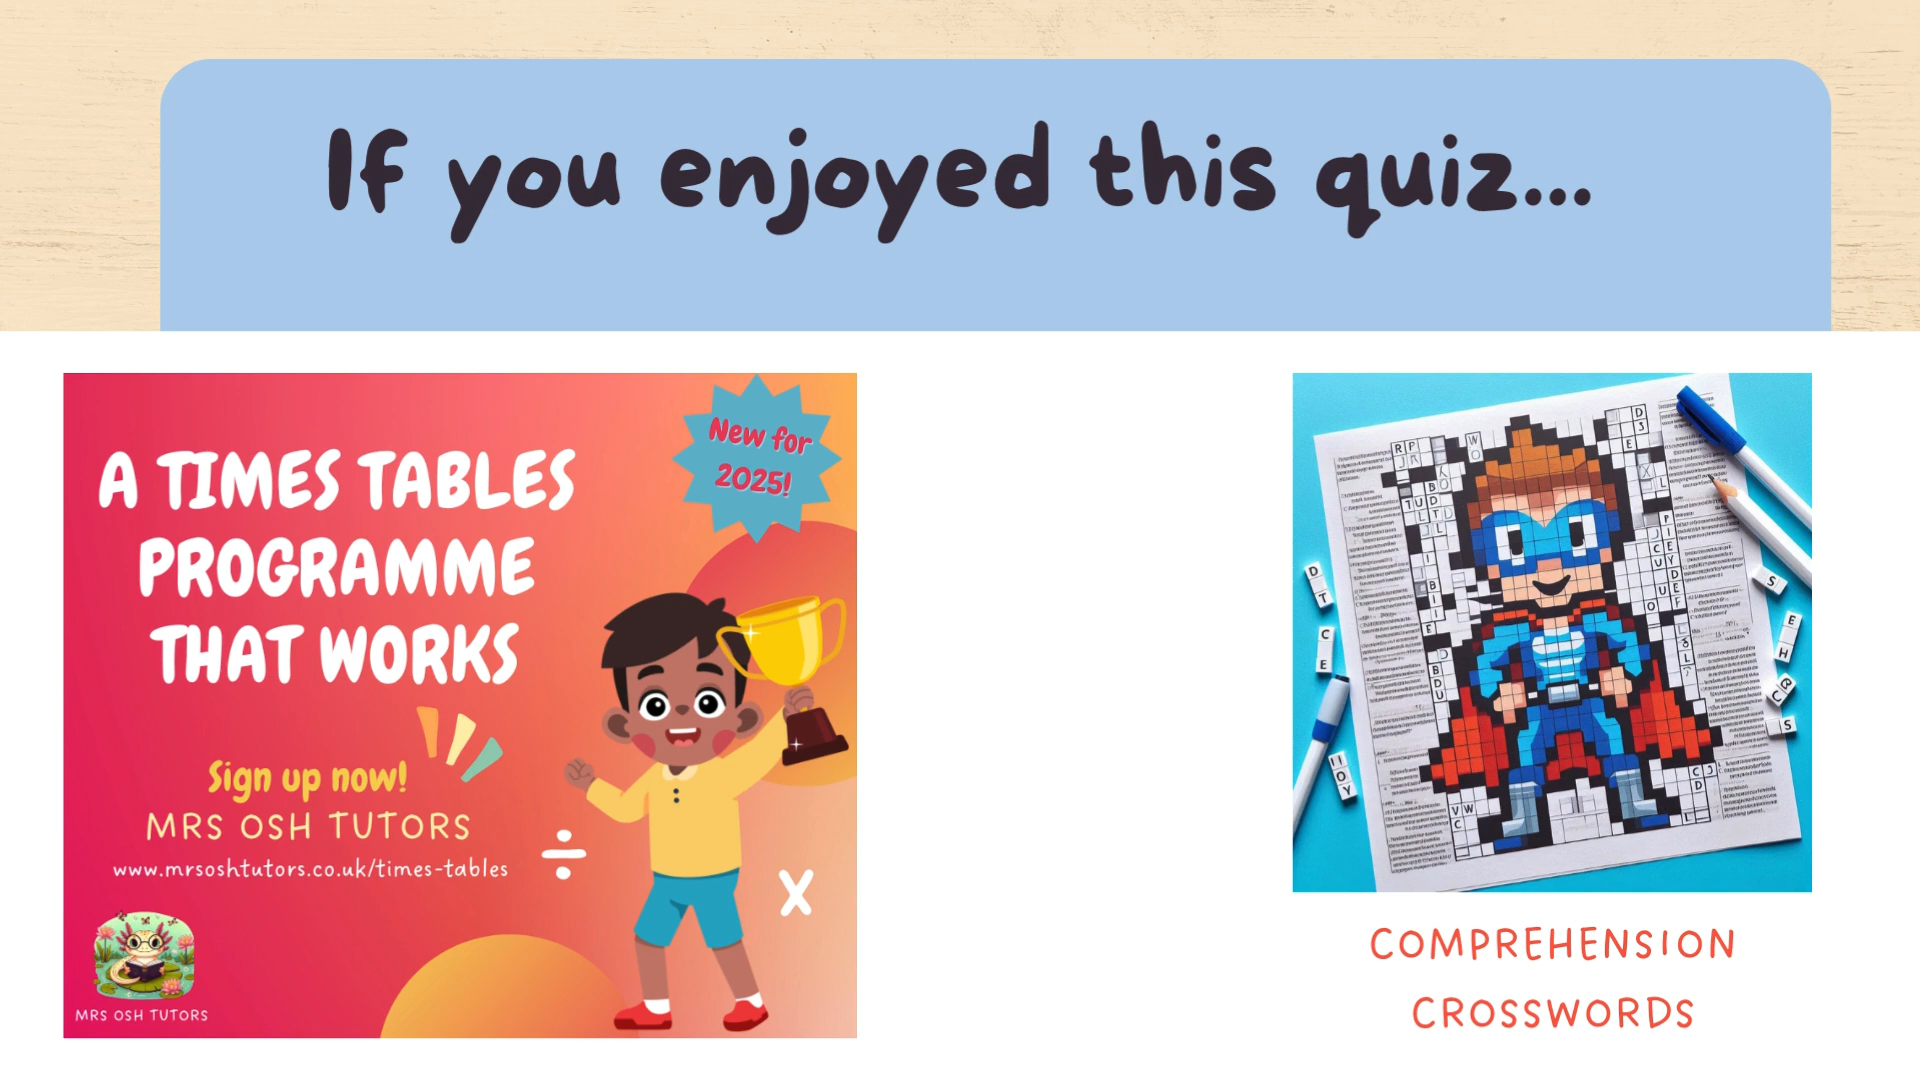 If you enjoyed this quiz...
New for
2025!
A TIMES TABLES
PROGRAMME
THAT WORKS
Sign up now!
MRS OSH TUTORS
www.mrsoshtutors.co.uk/times-tables
MRS OSH TUTORS
COMPREHENSION
CROSSWORDS